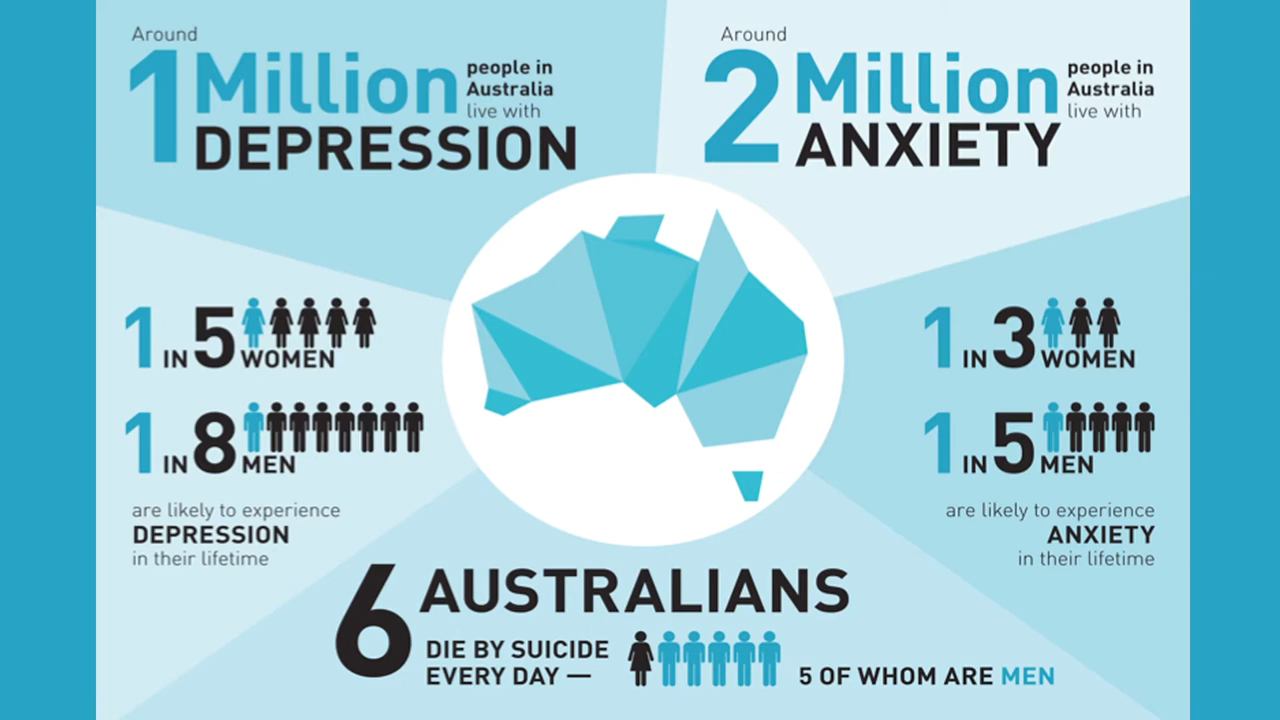 Around
1 Million people in
Australia
live with
DEPRESSION
Around
2 Million people in
Australia
live with
ANXIETY
1 IN 5 WOMEN
1 IN 8 MEN
are likely to experience
DEPRESSION
in their lifetime
1 IN 3 WOMEN
1 IN 5 MEN
are likely to experience
ANXIETY
in their lifetime
6 AUSTRALIANS
DIE BY SUICIDE
EVERY DAY — 5 OF WHOM ARE MEN